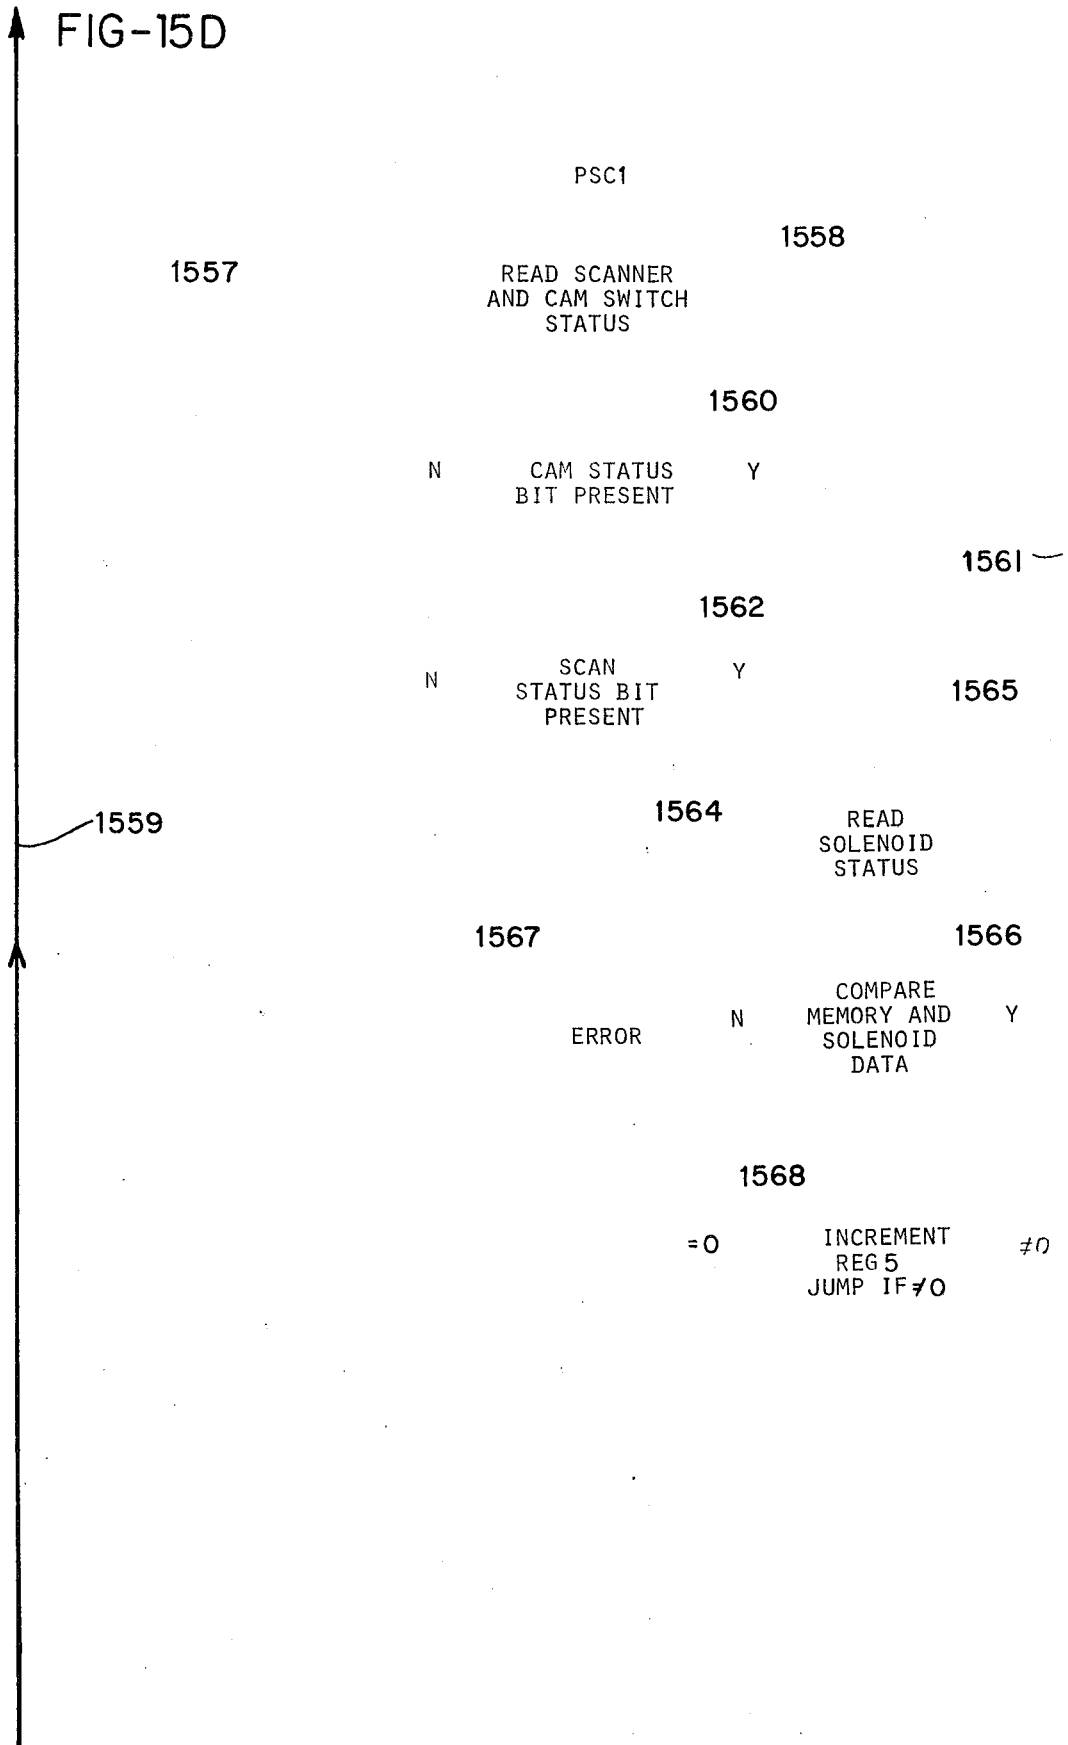 FIG-15D
PSC1
1558
1557
READ SCANNER
AND CAM SWITCH
STATUS
1560
N
CAM STATUS
BIT PRESENT
Y
1561
1562
N
SCAN
STATUS BIT
PRESENT
Y
1565
1559
1564
READ
SOLENOID
STATUS
1567
1566
ERROR
N
COMPARE
MEMORY AND
SOLENOID
DATA
Y
1568
=0
INCREMENT
REG 5
JUMP IF≠0
≠0